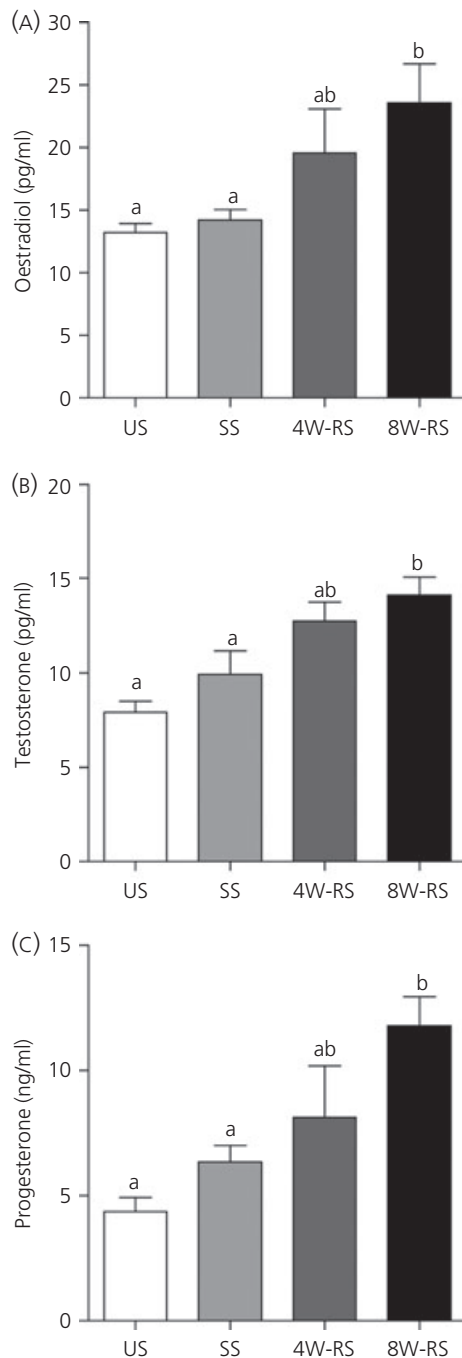 (A) 30
25
20
15
10
5
0
Oestradiol (pg/ml)
a
a
ab
b
US SS 4W-RS 8W-RS
(B) 20
15
10
5
0
Testosterone (pg/ml)
a
a
ab
b
US SS 4W-RS 8W-RS
(C) 15
10
5
0
Progesterone (ng/ml)
a
a
ab
b
US SS 4W-RS 8W-RS